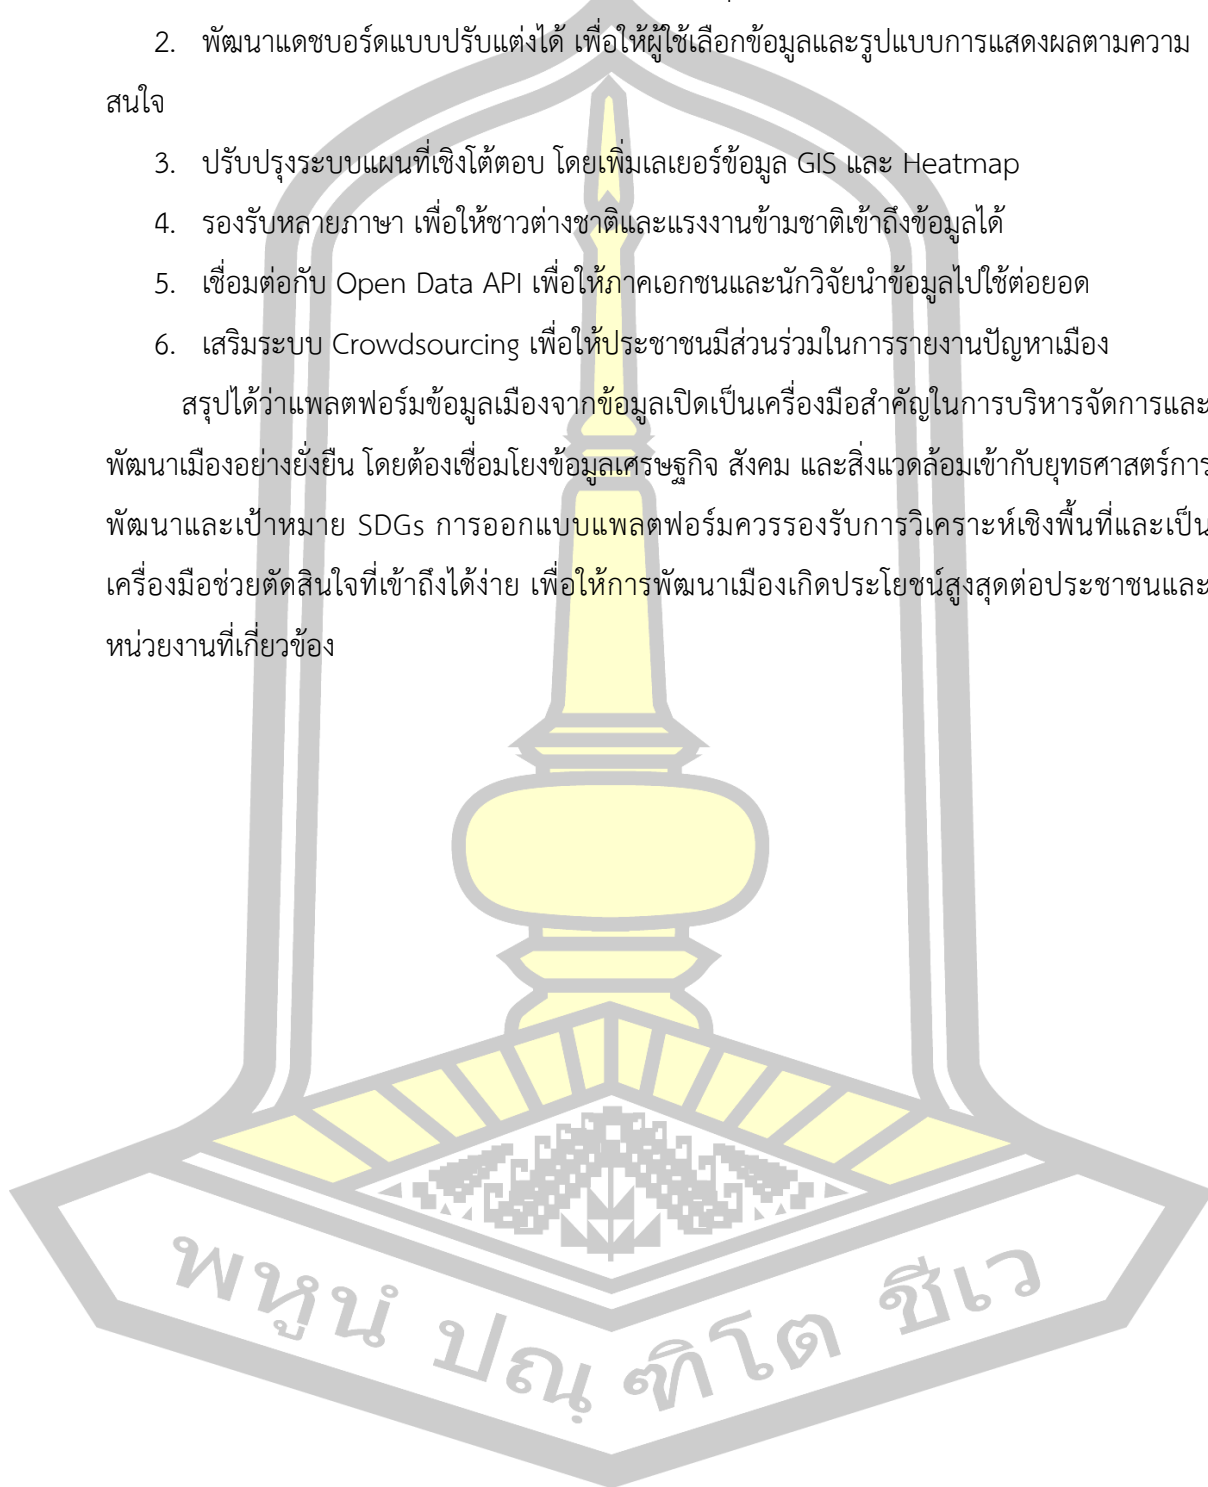 2. พัฒนาแดชบอร์ดแบบปรับแต่งได้ เพื่อให้ผู้ใช้เลือกข้อมูลและรูปแบบการแสดงผลตามความ
สนใจ
3. ปรับปรุงระบบแผนที่เชิงโต้ตอบ โดยเพิ่มเลเยอร์ข้อมูล GIS และ Heatmap
4. รองรับหลายภาษา เพื่อให้ชาวต่างชาติและแรงงานข้ามชาติเข้าถึงข้อมูลได้
5. เชื่อมต่อกับ Open Data API เพื่อให้ภาคเอกชนและนักวิจัยนำข้อมูลไปใช้ต่อยอด
6. เสริมระบบ Crowdsourcing เพื่อให้ประชาชนมีส่วนร่วมในการรายงานปัญหาเมือง
สรุปได้ว่าแพลตฟอร์มข้อมูลเมืองจากข้อมูลเปิดเป็นเครื่องมือสำคัญในการบริหารจัดการและ
พัฒนาเมืองอย่างยั่งยืน โดยต้องเชื่อมโยงข้อมูลเศรษฐกิจ สังคม และสิ่งแวดล้อมเข้ากับยุทธศาสตร์การ
พัฒนาและเป้าหมาย SDGs การออกแบบแพลตฟอร์มควรรองรับการวิเคราะห์เชิงพื้นที่และเป็น
เครื่องมือช่วยตัดสินใจที่เข้าถึงได้ง่าย เพื่อให้การพัฒนาเมืองเกิดประโยชน์สูงสุดต่อประชาชนและ
หน่วยงานที่เกี่ยวข้อง
พหูนํ ปณฺ ฑิโต ชีเว